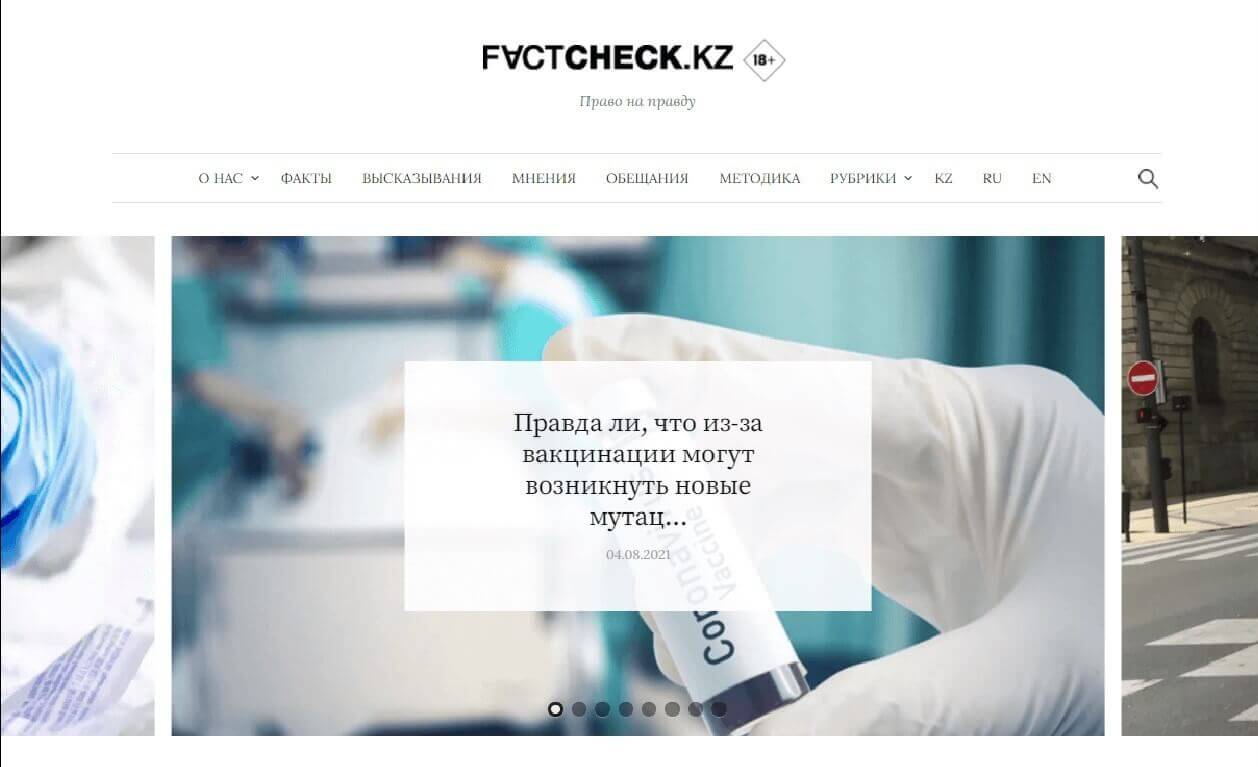 FACTCHECK.KZ 18+
Право на правду
О НАС ФАКТЫ ВЫСКАЗЫВАНИЯ МНЕНИЯ ОБЕЩАНИЯ МЕТОДИКА РУБРИКИ KZ RU EN
Правда ли, что из-за
вакцинации могут
возникнуть новые
мутац...
04.08.2021
Coronavirus
Vaccine